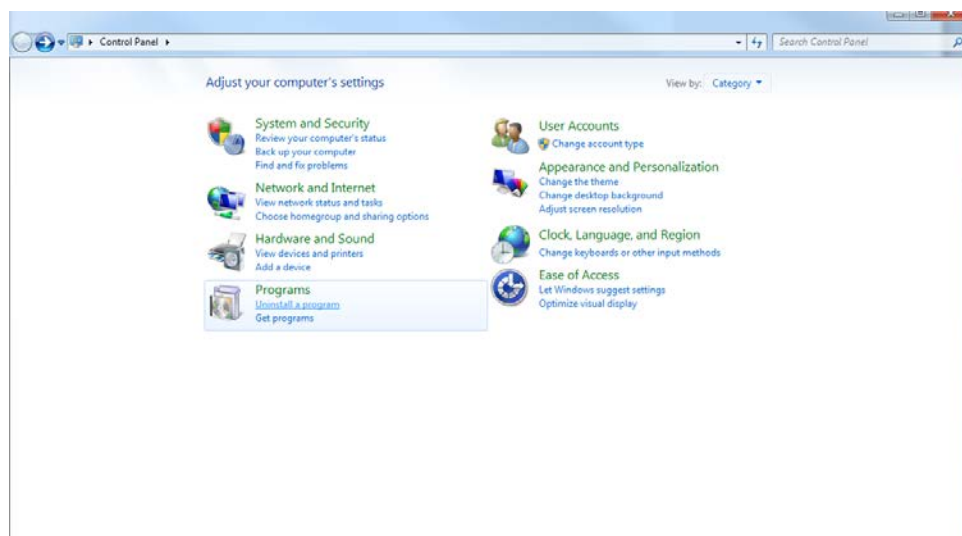 Control Panel
Search Control Panel
Adjust your computer's settings
View by: Category
System and Security
Review your computer's status
Back up your computer
Find and fix problems
Network and Internet
View network status and tasks
Choose homegroup and sharing options
Hardware and Sound
View devices and printers
Add a device
Programs
Uninstall a program
Get programs
User Accounts
Change account type
Appearance and Personalization
Change the theme
Change desktop background
Adjust screen resolution
Clock, Language, and Region
Change keyboards or other input methods
Ease of Access
Let Windows suggest settings
Optimize visual display